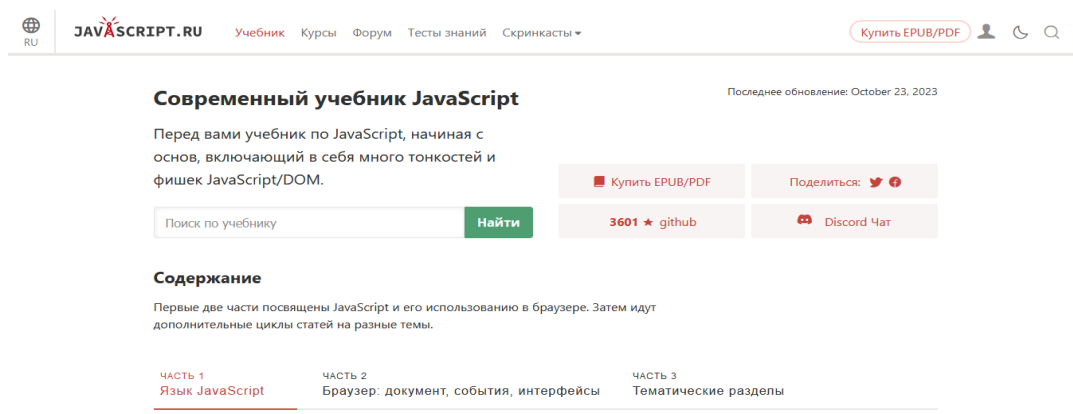 RU
JAVASCRIPT.RU Учебник Курсы Форум Тесты знаний Скринкасты Купить EPUB/PDF
Современный учебник JavaScript
Последнее обновление: October 23, 2023
Перед вами учебник по JavaScript, начиная с
основ, включающий в себя много тонкостей и
фишек JavaScript/DOM.
Купить EPUB/PDF
Поделиться:
Поиск по учебнику
Найти
3601 ★ github
Discord Чат
Содержание
Первые две части посвящены JavaScript и его использованию в браузере. Затем идут
дополнительные циклы статей на разные темы.
ЧАСТЬ 1
Язык JavaScript
ЧАСТЬ 2
Браузер: документ, события, интерфейсы
ЧАСТЬ 3
Тематические разделы